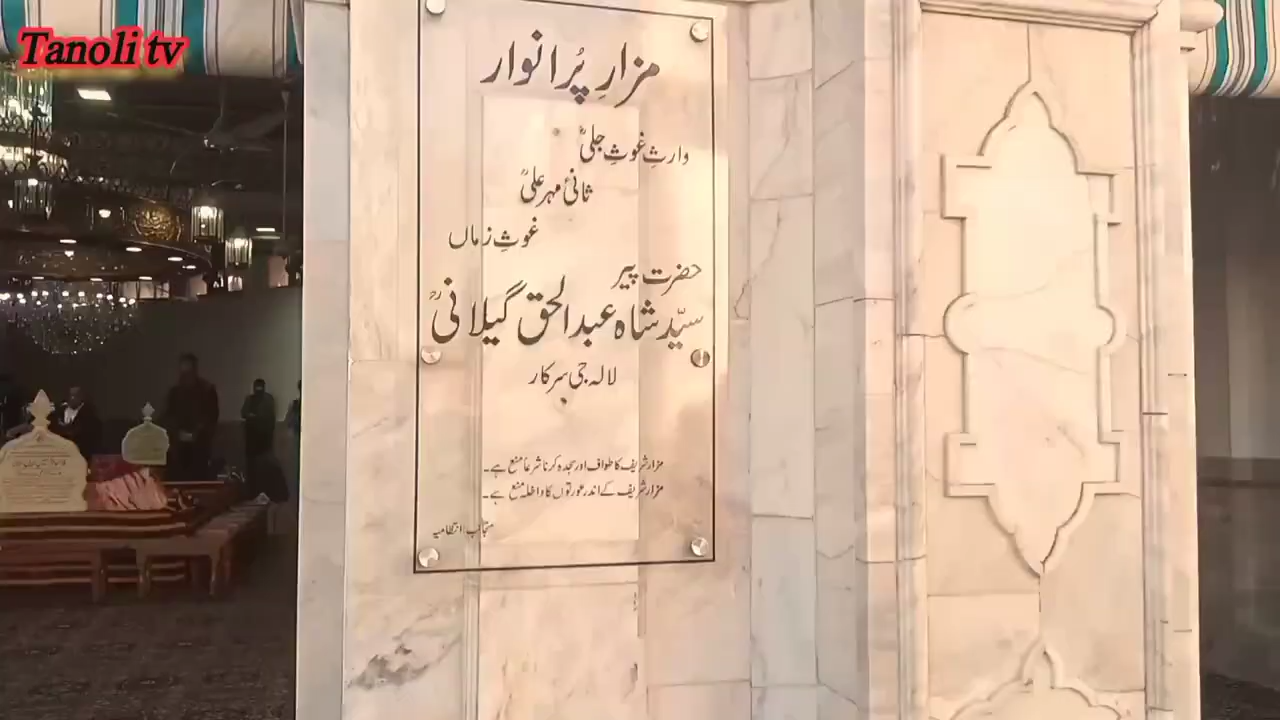 Tanoli tv
مزارِ پُر انوار
وارثِ غوثِ جلیؒ
ثانیٔ مہر علیؒ
غوثِ زماں
حضرت پیر
سیّد شاہ عبدالحق گیلانیؒ
لالہ جی سرکار
مزار شریف کا طواف اور سجدہ کرنا شرعاً منع ہے۔
مزار شریف کے اندر عورتوں کا داخلہ منع ہے۔
منجانب: انتظامیہ